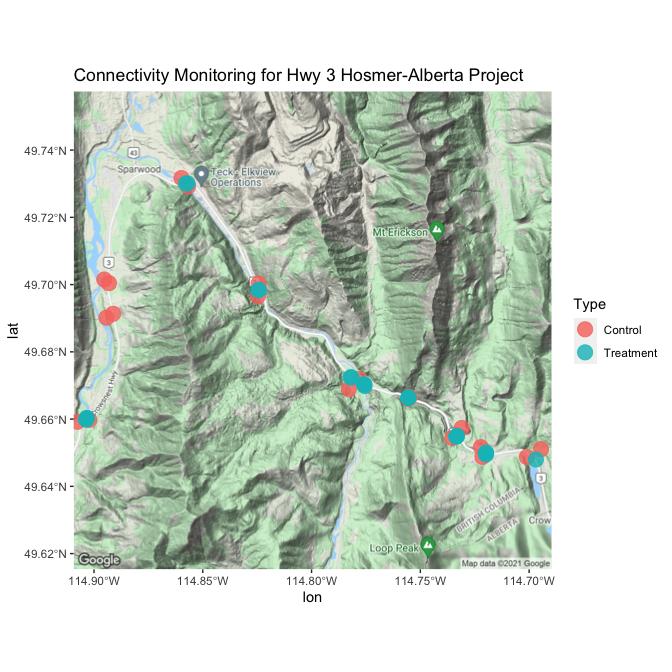 Connectivity Monitoring for Hwy 3 Hosmer-Alberta Project
49.74°N
49.72°N
49.70°N
49.68°N
49.66°N
49.64°N
49.62°N
lat
43
Sparwood
Teck - Elkview
Operations
Mt Erickson
3
owsnest Hwy
3
BRITISH COLUMBIA
ALBERTA
Crow
Loop Peak
Google
Map data ©2021 Google
114.90°W
114.85°W
114.80°W
114.75°W
114.70°W
lon
Type
Control
Treatment